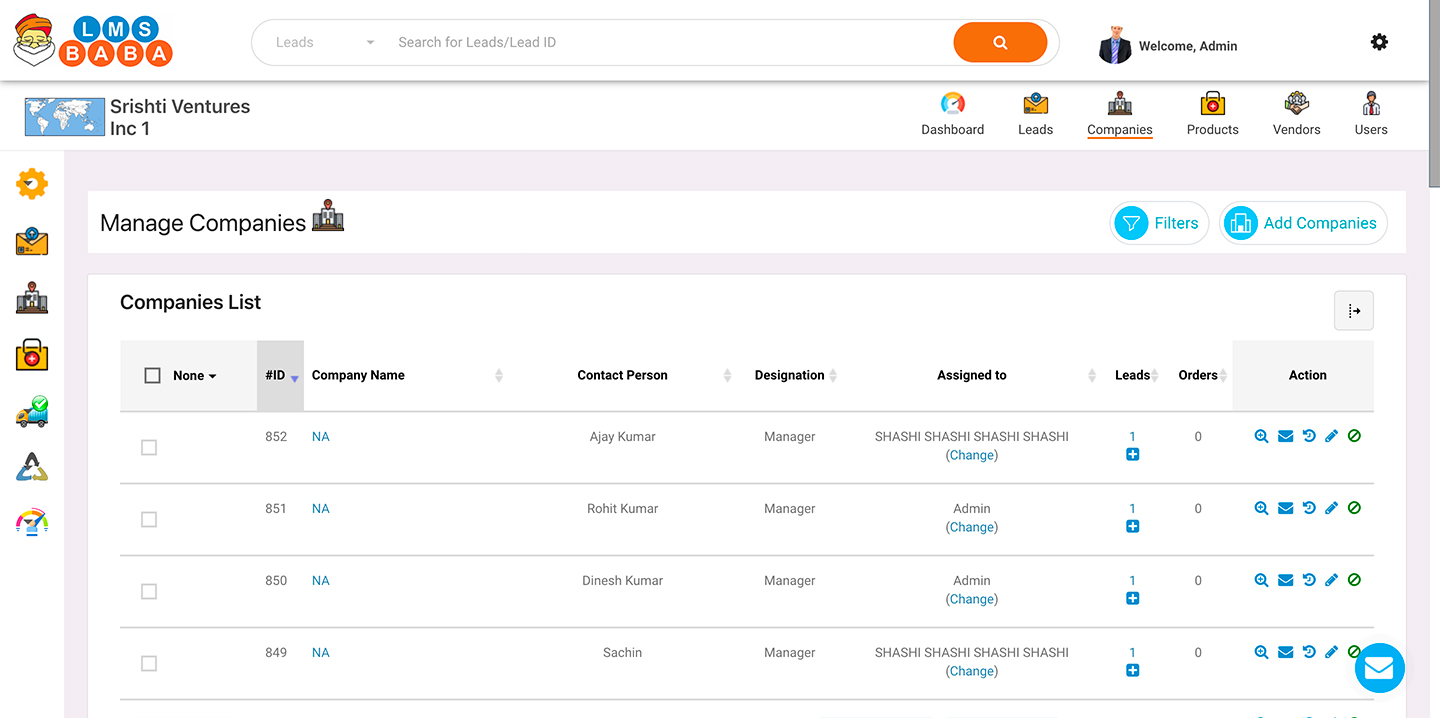 LMS
BABA
Leads
Search for Leads/Lead ID
Welcome, Admin
Srishti Ventures
Inc 1
Dashboard
Leads
Companies
Products
Vendors
Users
Manage Companies
Filters
Add Companies
Companies List
None
#ID
Company Name
Contact Person
Designation
Assigned to
Leads
Orders
Action
852 NA Ajay Kumar Manager SHASHI SHASHI SHASHI SHASHI 1 0
(Change)
851 NA Rohit Kumar Manager Admin 1 0
(Change)
850 NA Dinesh Kumar Manager Admin 1 0
(Change)
849 NA Sachin Manager SHASHI SHASHI SHASHI SHASHI 1 0
(Change)